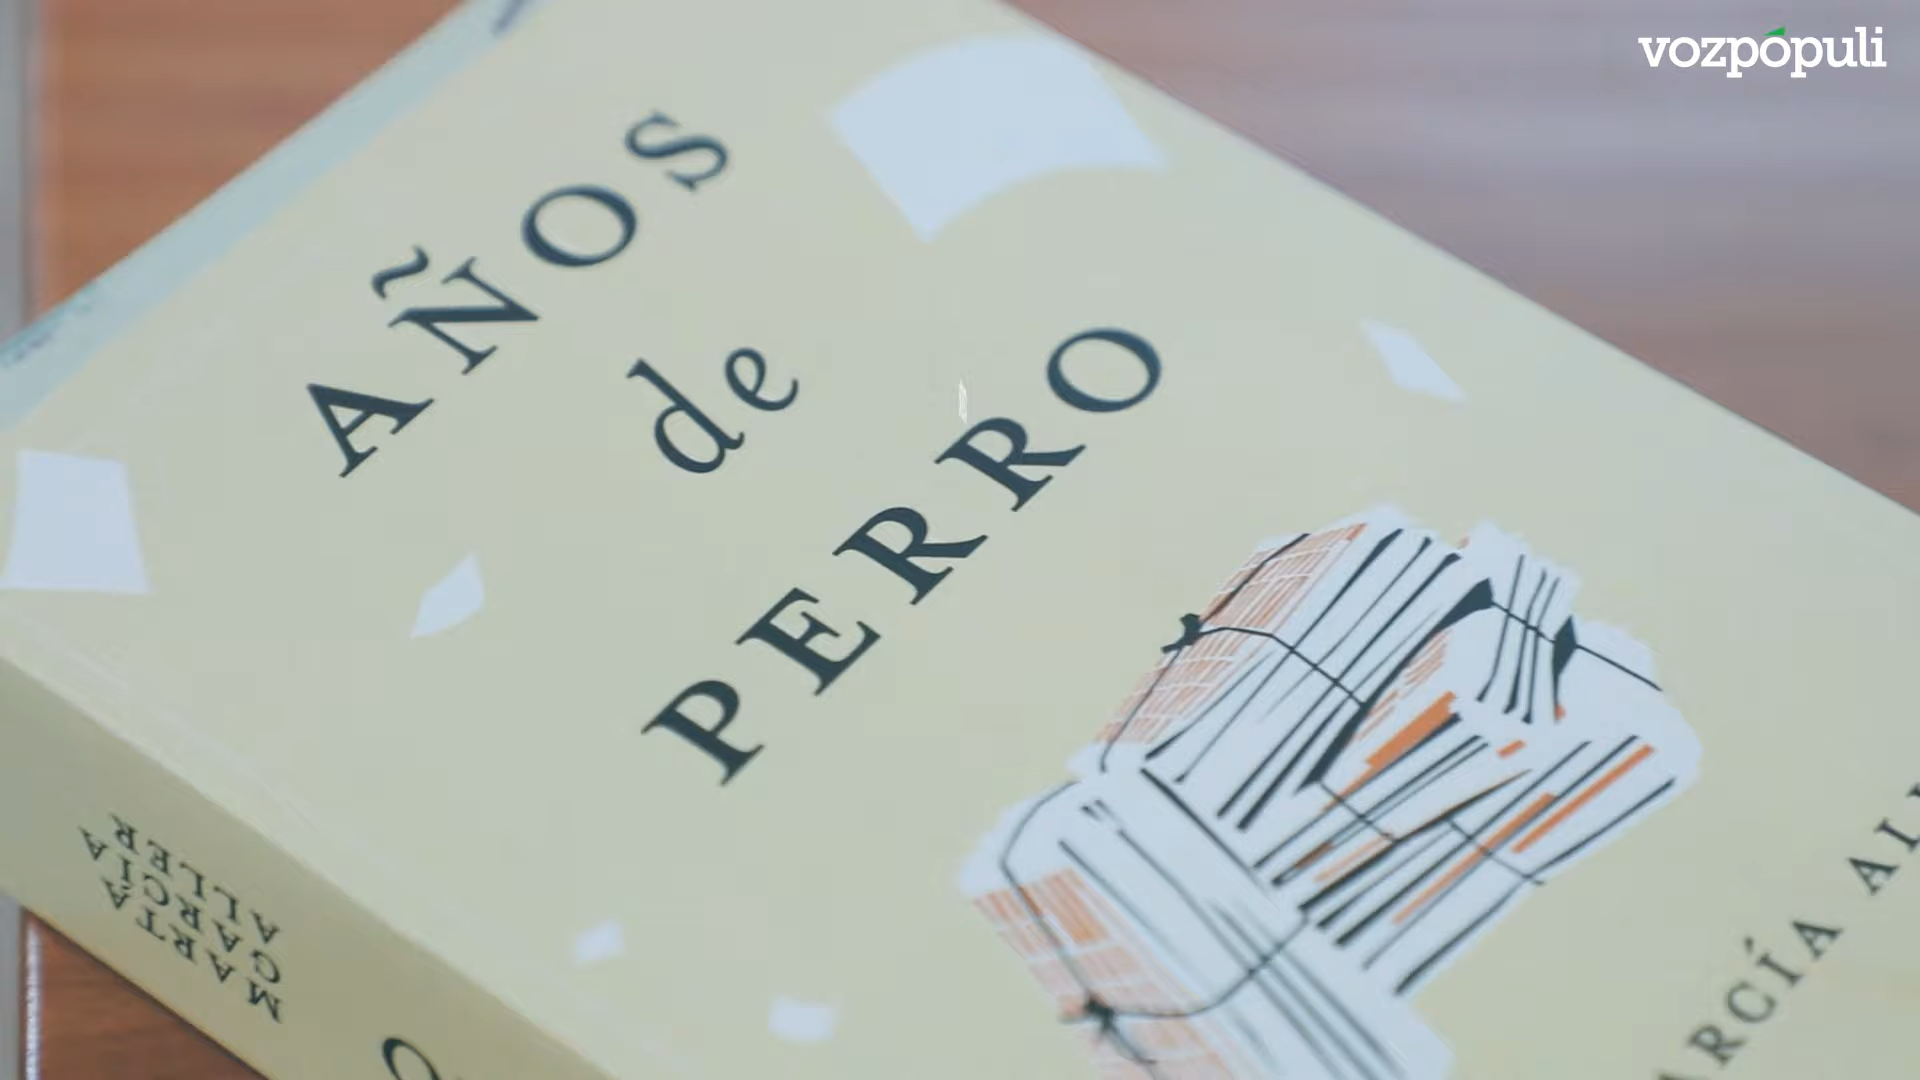 vozpópuli
AÑOS
de
PERRO
ARCÍA AL
MARTA
GARCÍA
ALLER